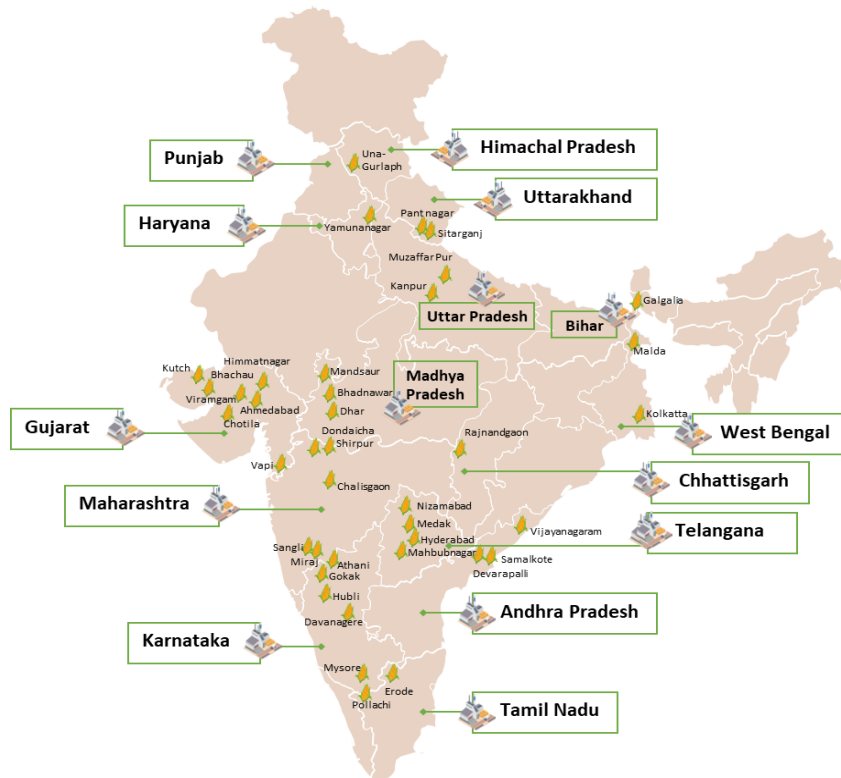 Punjab
Una-
Gurlaph
Himachal Pradesh
Uttarakhand
Haryana
Yamunanagar
Pantnagar
Sitarganj
Muzaffar Pur
Kanpur
Uttar Pradesh
Bihar
Galgalia
Malda
Kutch
Himmatnagar
Bhachau
Viramgam
Ahmedabad
Chotila
Mandsaur
Bhadnawar
Dhar
Madhya
Pradesh
Gujarat
Dondaicha
Shirpur
Rajnandgaon
Kolkatta
West Bengal
Vapi
Chalisgaon
Chhattisgarh
Maharashtra
Nizamabad
Medak
Hyderabad
Mahbubnagar
Vijayanagaram
Telangana
Sangli
Miraj
Athani
Gokak
Samalkote
Devarapalli
Hubli
Davanagere
Andhra Pradesh
Karnataka
Mysore
Erode
Pollachi
Tamil Nadu